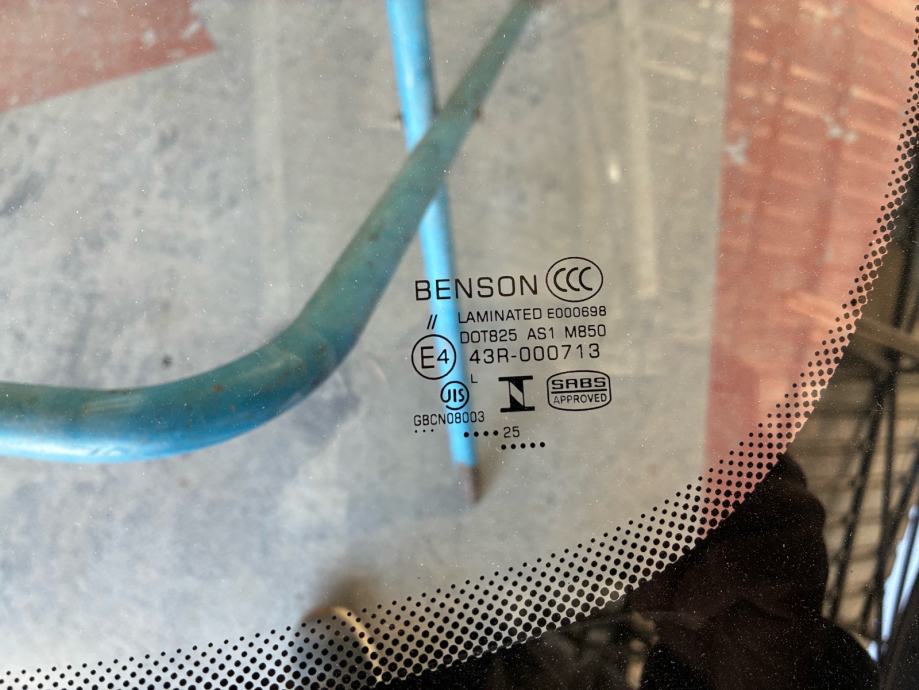 BENSON CCC
// LAMINATED E000698
DOT825 AS1 M850
E4 43R-000713
L
JIS SABS
APPROVED
GBCN08003
... .... 25
.....